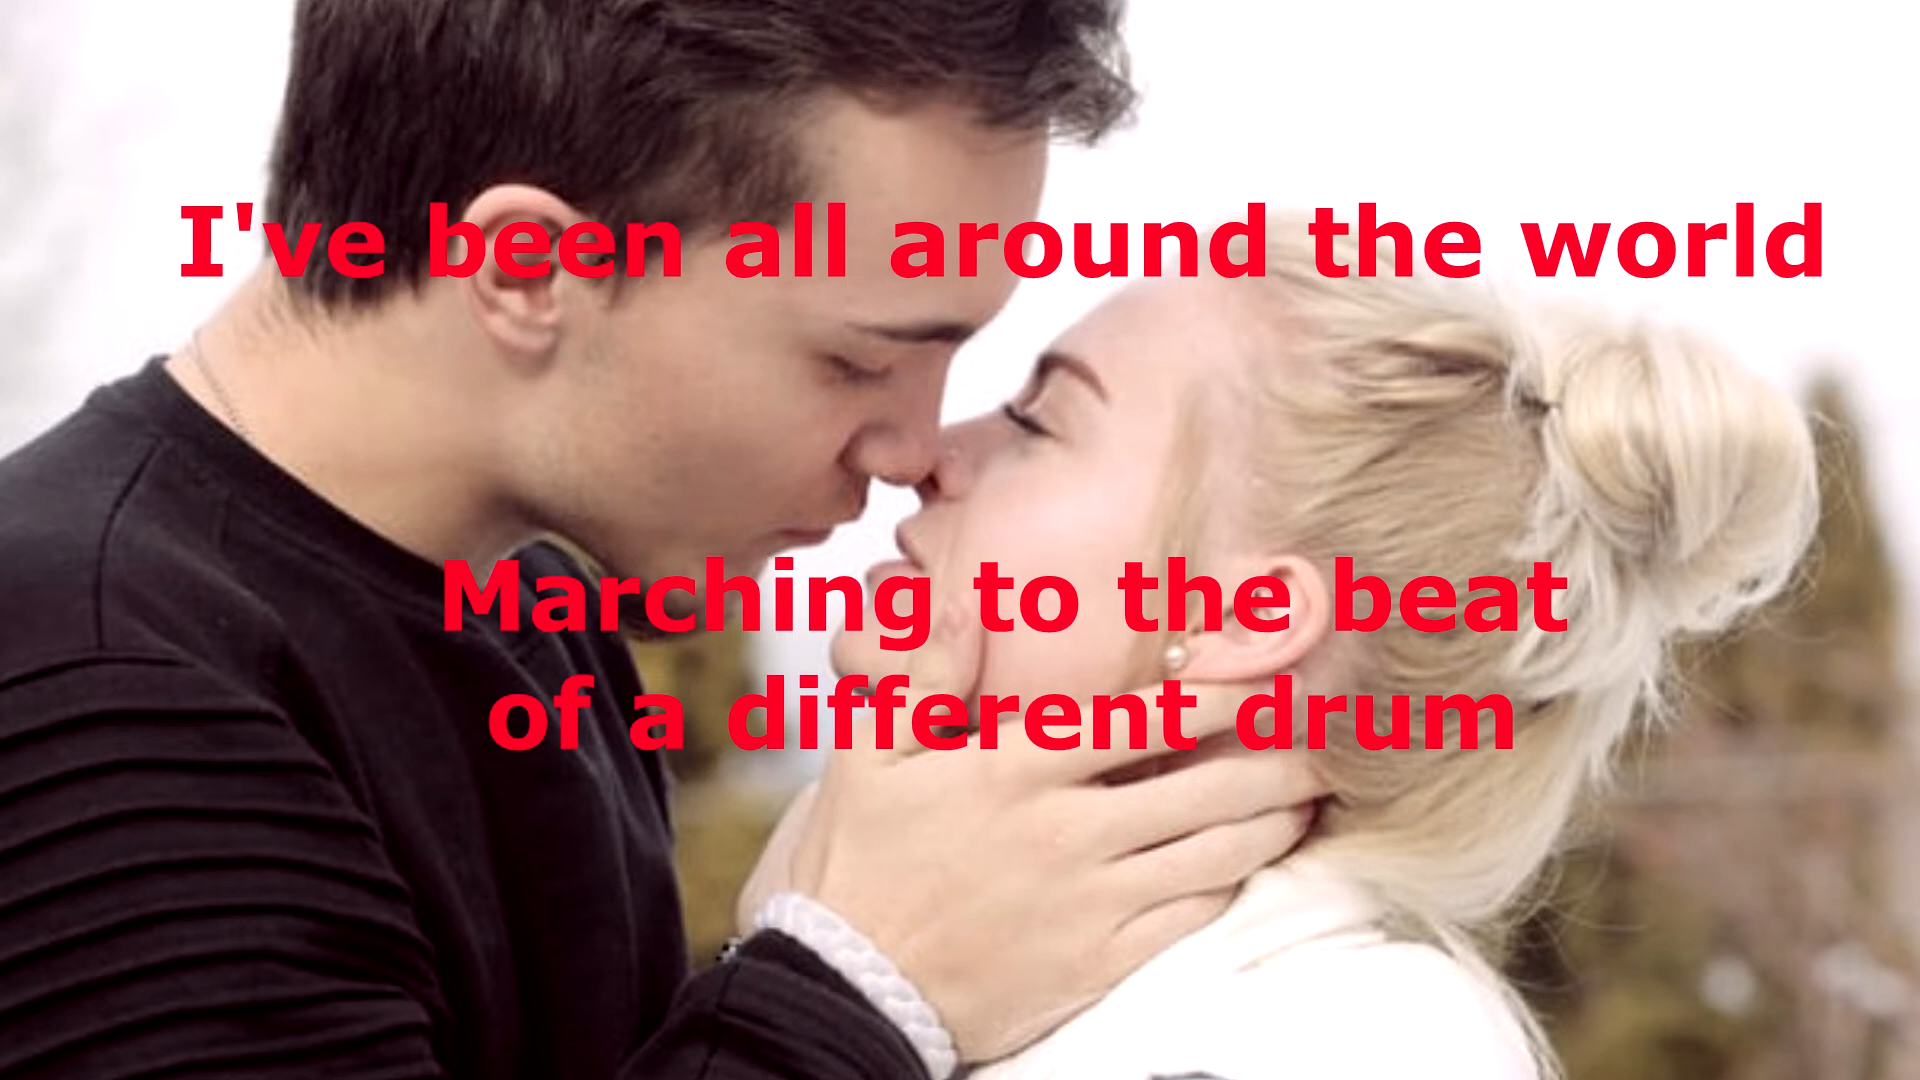 I've been all around the world
Marching to the beat
of a different drum